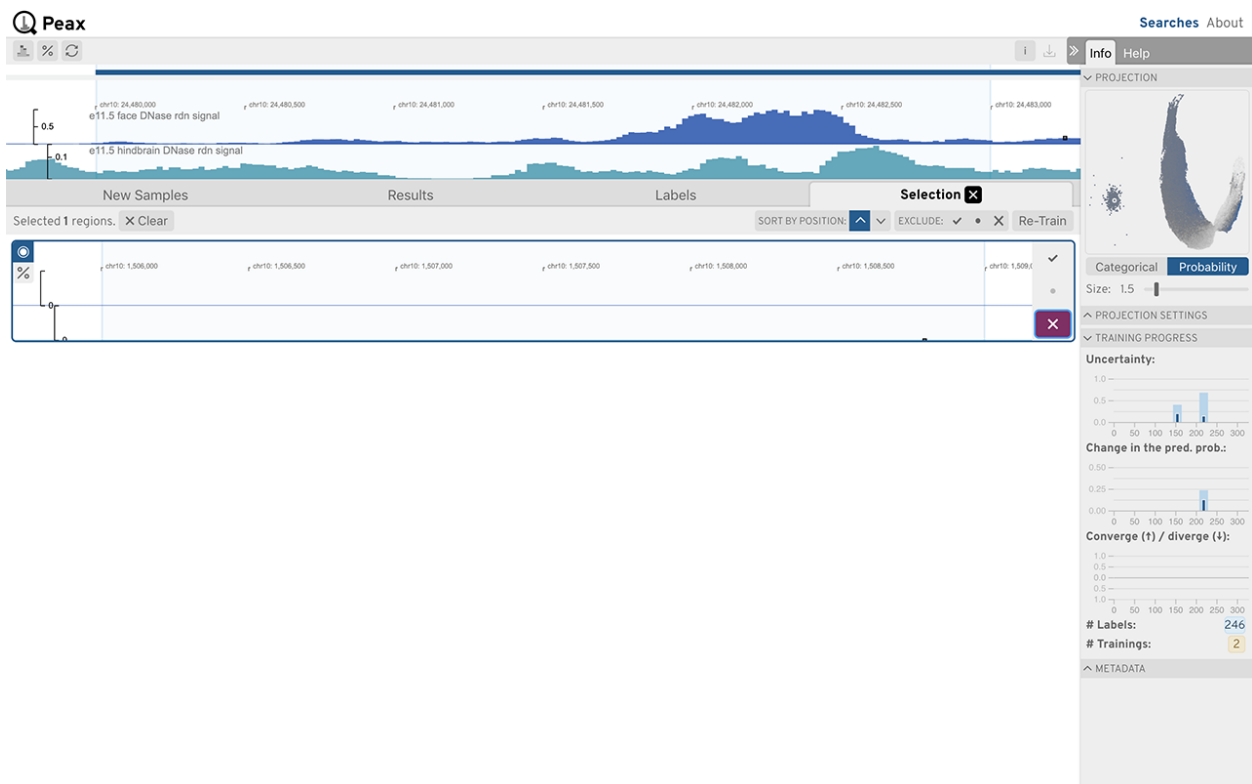 Peax
Searches About
% i Info Help
PROJECTION
chr10: 24,480,000 chr10: 24,480,500 chr10: 24,481,000 chr10: 24,481,500 chr10: 24,482,000 chr10: 24,482,500 chr10: 24,483,000
e11.5 face DNase rdn signal
0.5
e11.5 hindbrain DNase rdn signal
0.1
New Samples Results Labels Selection
Selected 1 regions. Clear SORT BY POSITION: EXCLUDE: Re-Train
chr10: 1,506,000 chr10: 1,506,500 chr10: 1,507,000 chr10: 1,507,500 chr10: 1,508,000 chr10: 1,508,500 chr10: 1,509,0
%
0
0
Categorical Probability
Size: 1.5
PROJECTION SETTINGS
TRAINING PROGRESS
Uncertainty:
1.0
0.5
0.0
0 50 100 150 200 250 300
Change in the pred. prob.:
0.50
0.25
0.00
0 50 100 150 200 250 300
Converge (↑) / diverge (↓):
1.0
0.5
0.0
0.5
1.0
0 50 100 150 200 250 300
# Labels: 246
# Trainings: 2
METADATA